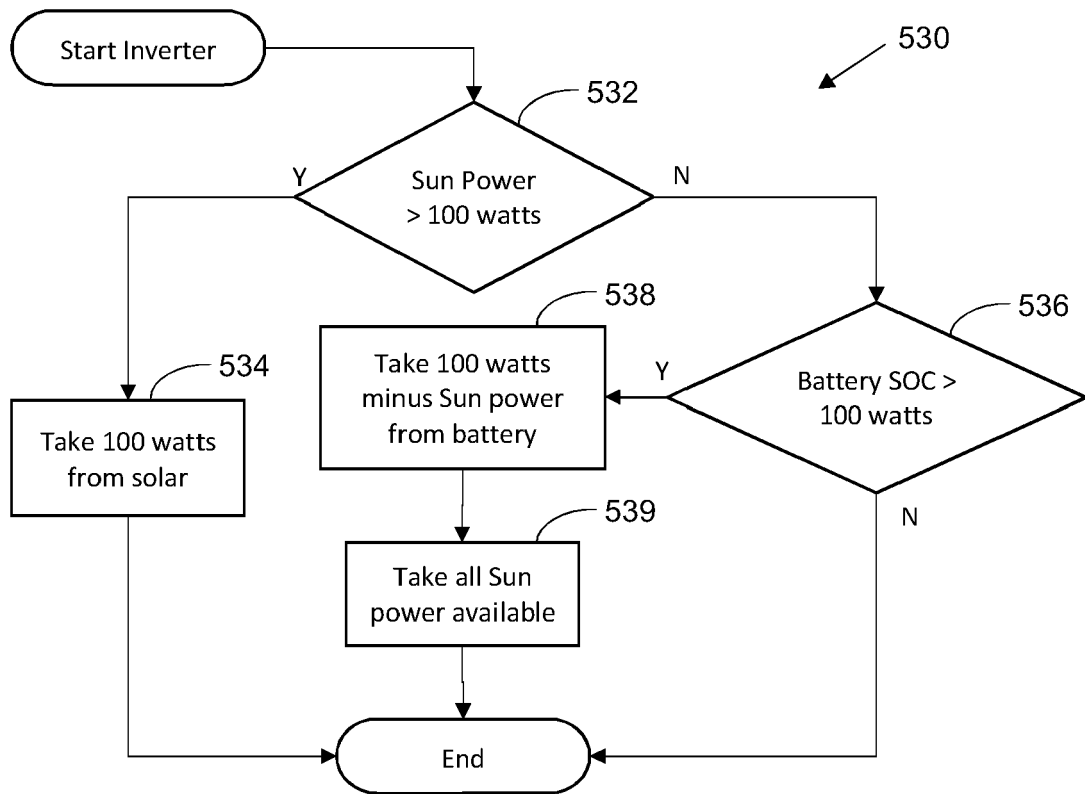 Start Inverter
530
532
Sun Power
> 100 watts
Y
N
538
536
534
Take 100 watts
minus Sun power
from battery
Y
Battery SOC >
100 watts
Take 100 watts
from solar
539
N
Take all Sun
power available
End